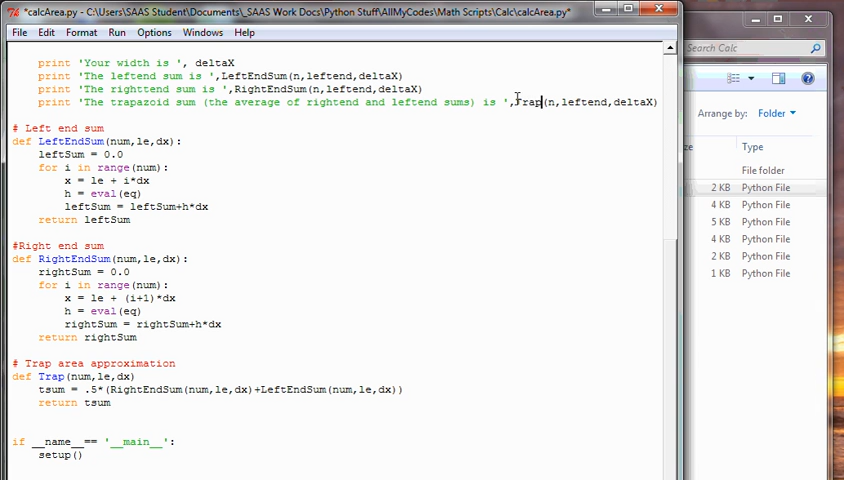 *calcArea.py - C:\Users\SAAS Student\Documents\_SAAS Work Docs\Python Stuff\AllMyCodes\Math Scripts\Calc\calcArea.py*
File Edit Format Run Options Windows Help
print 'Your width is ', deltaX
print 'The leftend sum is ',LeftEndSum(n,leftend,deltaX)
print 'The righttend sum is ',RightEndSum(n,leftend,deltaX)
print 'The trapazoid sum (the average of rightend and leftend sums) is ',Trap(n,leftend,deltaX)
# Left end sum
def LeftEndSum(num,le,dx):
leftSum = 0.0
for i in range(num):
x = le + i*dx
h = eval(eq)
leftSum = leftSum+h*dx
return leftSum
#Right end sum
def RightEndSum(num,le,dx):
rightSum = 0.0
for i in range(num):
x = le + (i+1)*dx
h = eval(eq)
rightSum = rightSum+h*dx
return rightSum
# Trap area approximation
def Trap(num,le,dx)
tsum = .5*(RightEndSum(num,le,dx)+LeftEndSum(num,le,dx))
return tsum
if __name__== '__main__':
setup()
Search Calc
Arrange by: Folder
ze Type
File folder
2 KB Python File
4 KB Python File
5 KB Python File
4 KB Python File
2 KB Python File
1 KB Python File